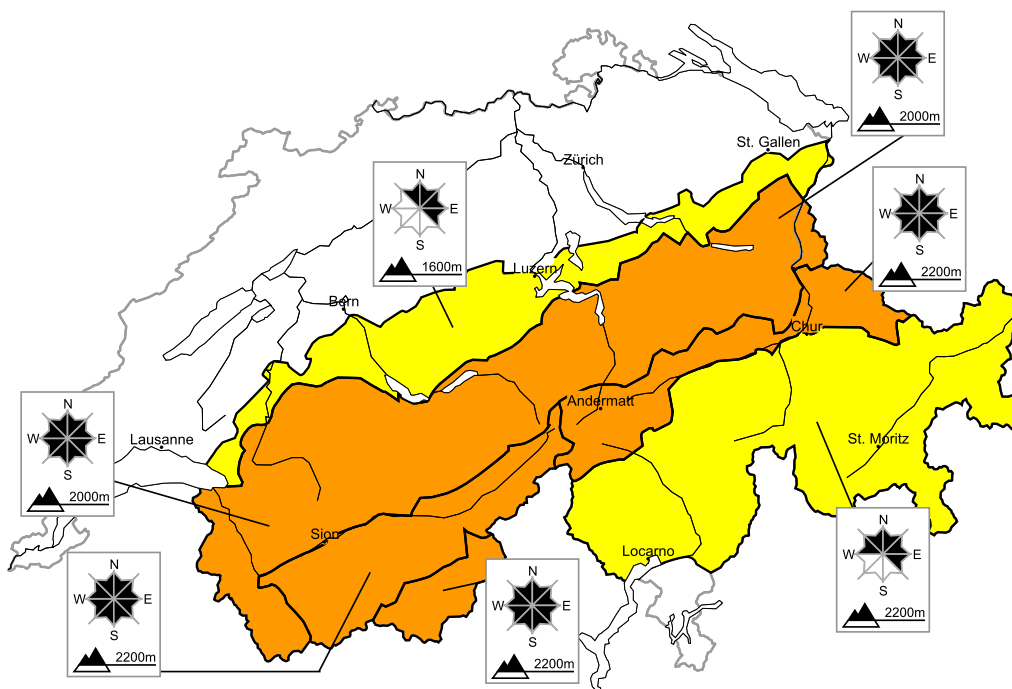 N
W E
S
2000m
St. Gallen
Zürich
N
W E
S
1600m
N
W E
S
2200m
Luzern
Bern
Chur
N
W E
S
2000m
Andermatt
Lausanne
St. Moritz
N
W E
S
2200m
Sion
Locarno
N
W E
S
2200m
N
W E
S
2200m